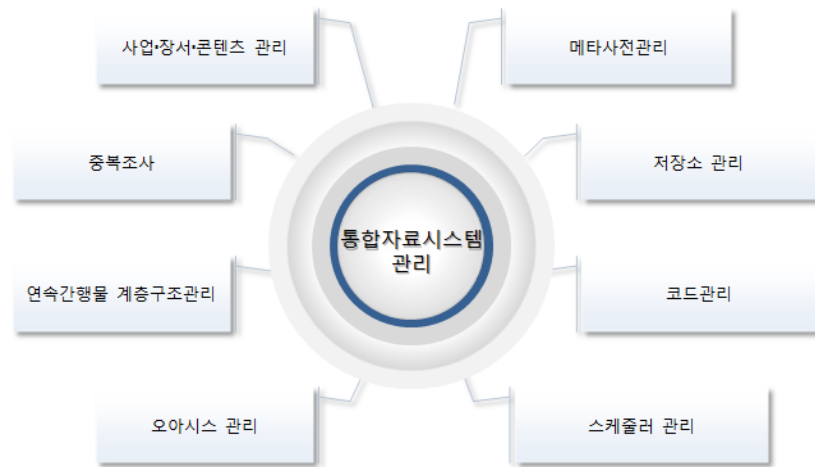 사업·장서·콘텐츠 관리
메타사전관리
중복조사
저장소 관리
통합자료시스템
관리
연속간행물 계층구조관리
코드관리
오아시스 관리
스케줄러 관리